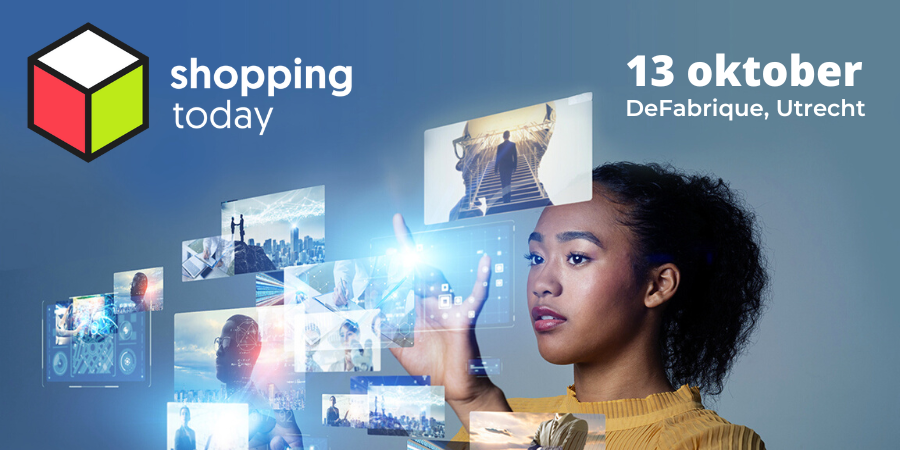 shopping
today
13 oktober
DeFabrique, Utrecht